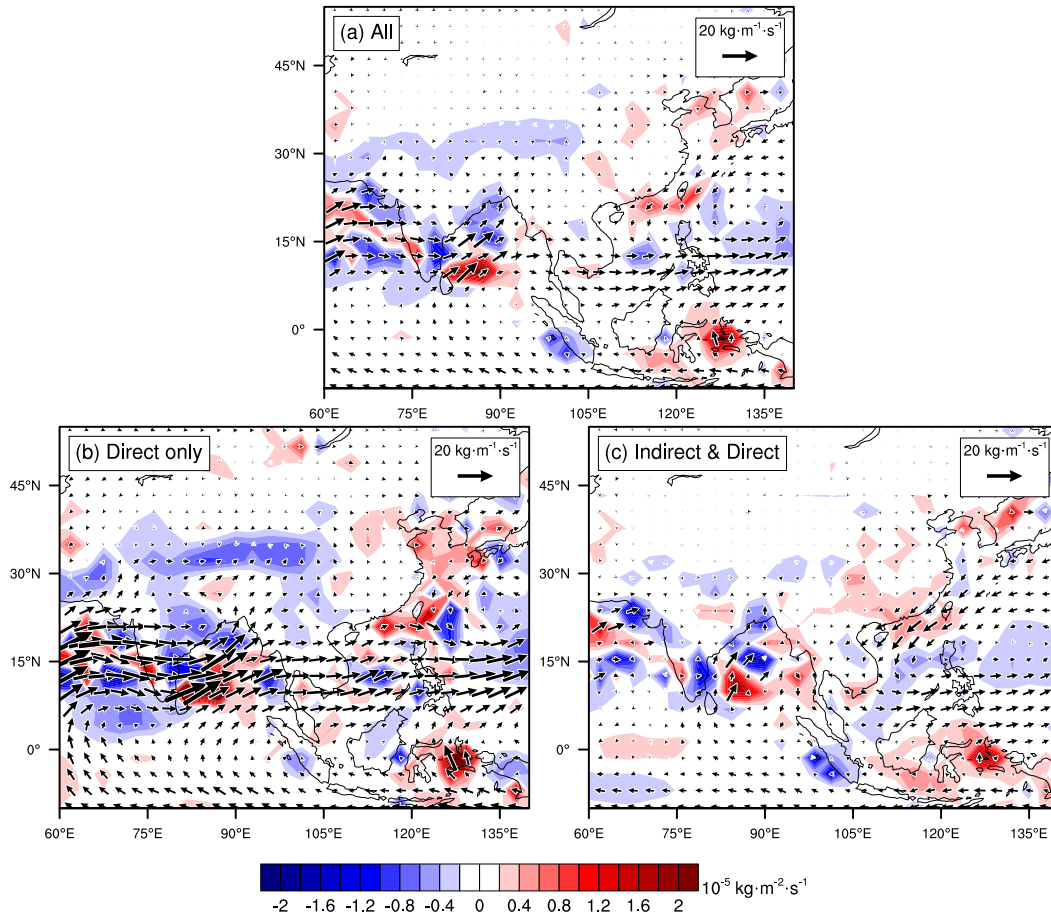 (a) All
20 kg·m⁻¹·s⁻¹
45°N
30°N
15°N
0°
60°E 75°E 90°E 105°E 120°E 135°E
(b) Direct only
20 kg·m⁻¹·s⁻¹
(c) Indirect & Direct
20 kg·m⁻¹·s⁻¹
45°N 45°N
30°N 30°N
15°N 15°N
0° 0°
60°E 75°E 90°E 105°E 120°E 135°E
60°E 75°E 90°E 105°E 120°E 135°E
-2 -1.6 -1.2 -0.8 -0.4 0 0.4 0.8 1.2 1.6 2
10⁻⁵ kg·m⁻²·s⁻¹